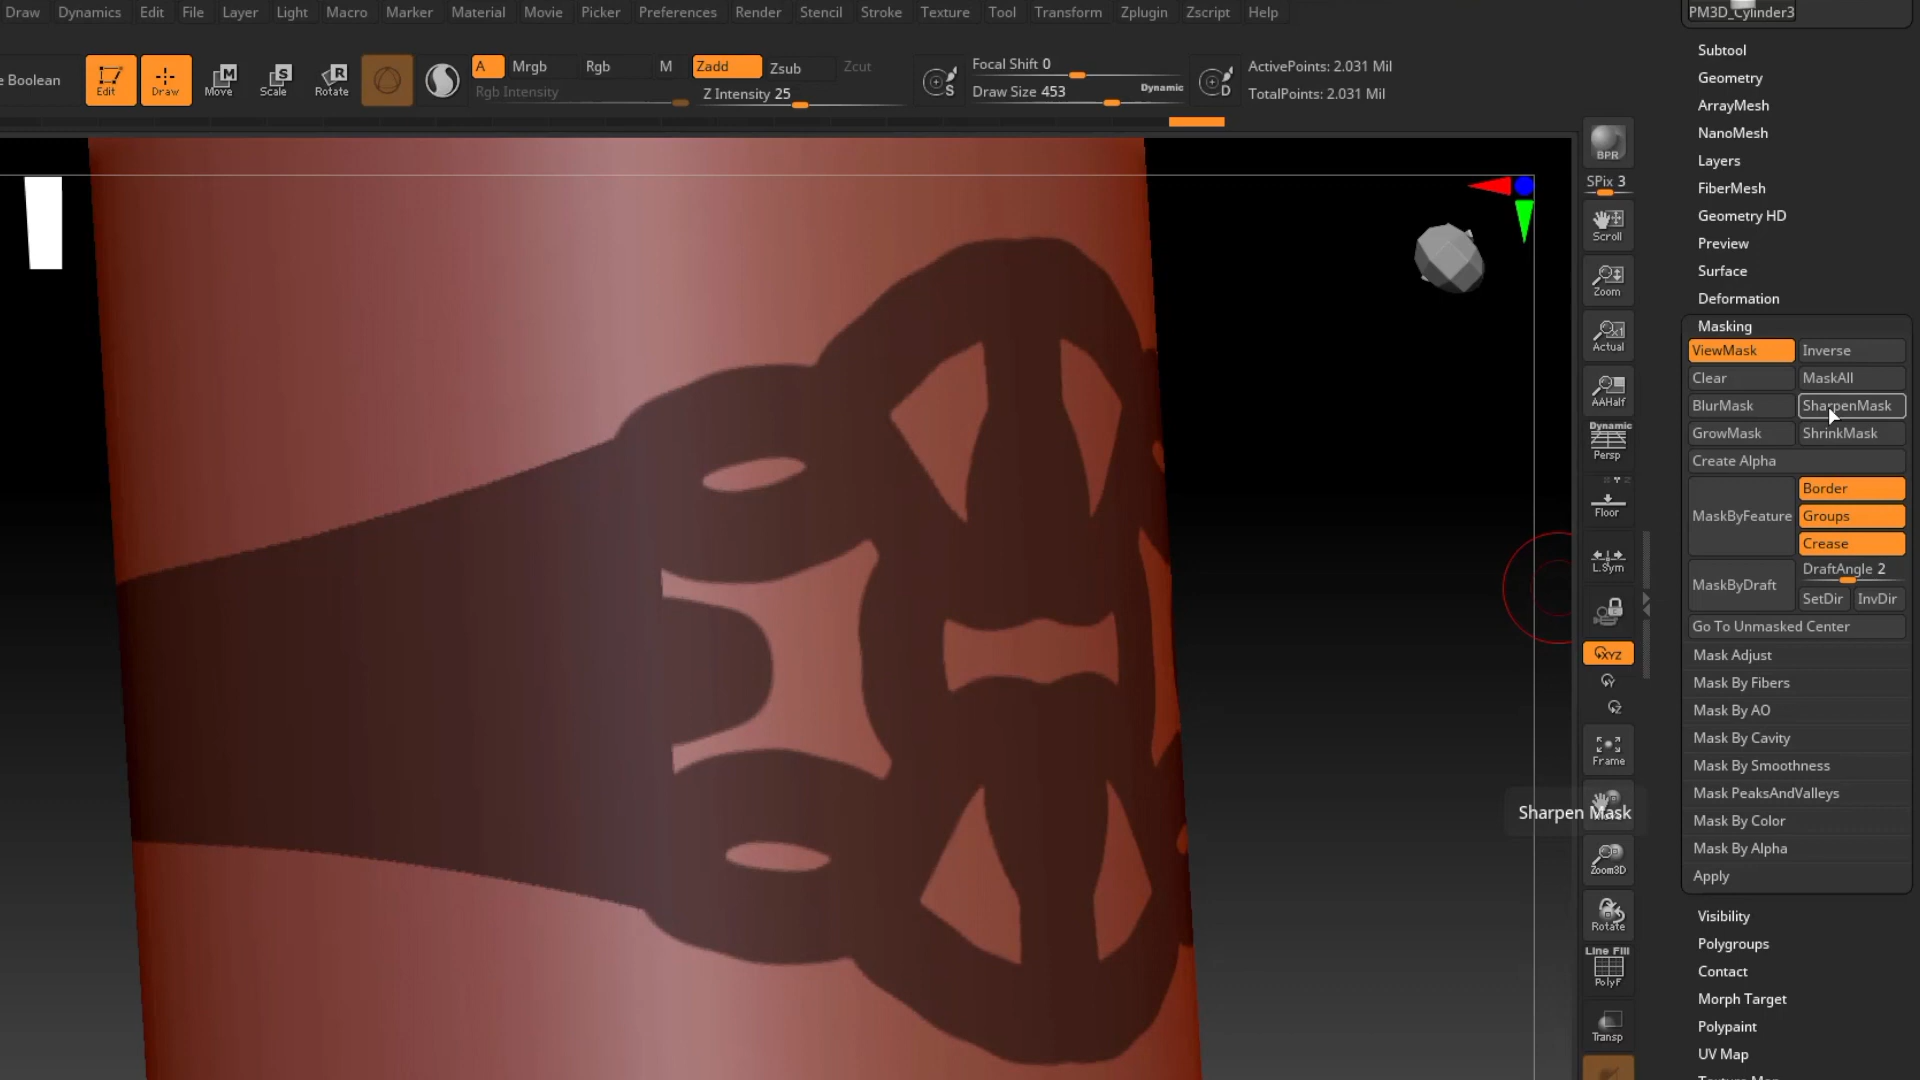 Draw Dynamics Edit File Layer Light Macro Marker Material Movie Picker Preferences Render Stencil Stroke Texture Tool Transform Zplugin Zscript Help
PM3D_Cylinder3
e Boolean
Edit
Draw
M
Move
S
Scale
R
Rotate
A
Mrgb
Rgb
M
Rgb Intensity
Zadd
Zsub
Zcut
Z Intensity 25
S
Focal Shift 0
Draw Size 453
Dynamic
D
ActivePoints: 2.031 Mil
TotalPoints: 2.031 Mil
BPR
SPix 3
Scroll
Zoom
Actual
AAHalf
Dynamic
Persp
Floor
L.Sym
XYZ
Y
Z
Frame
Sharpen Mask
Zoom3D
Rotate
Line Fill
PolyF
Transp
Subtool
Geometry
ArrayMesh
NanoMesh
Layers
FiberMesh
Geometry HD
Preview
Surface
Deformation
Masking
ViewMask Inverse
Clear MaskAll
BlurMask SharpenMask
GrowMask ShrinkMask
Create Alpha
MaskByFeature
Border
Groups
Crease
MaskByDraft
DraftAngle 2
SetDir InvDir
Go To Unmasked Center
Mask Adjust
Mask By Fibers
Mask By AO
Mask By Cavity
Mask By Smoothness
Mask PeaksAndValleys
Mask By Color
Mask By Alpha
Apply
Visibility
Polygroups
Contact
Morph Target
Polypaint
UV Map